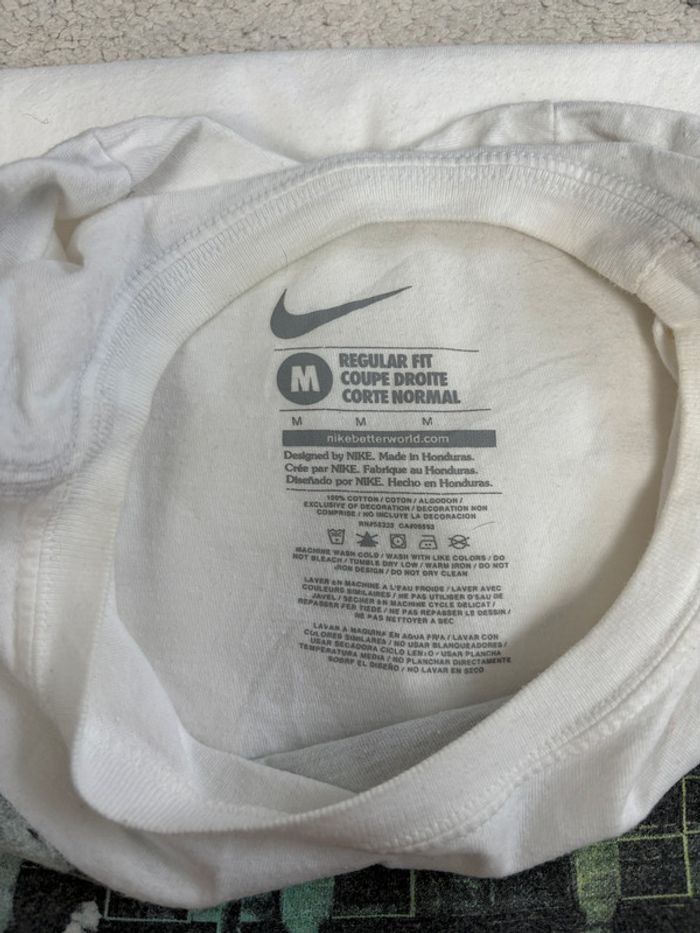 M
REGULAR FIT
COUPE DROITE
CORTE NORMAL
M M M
nikebetterworld.com
Designed by NIKE. Made in Honduras.
Crée par NIKE. Fabrique au Honduras.
Diseñado por NIKE. Hecho en Honduras.
100% COTTON / COTON / ALGODON /
EXCLUSIVE OF DECORATION / DECORATION NON
COMPRISE / NO INCLUYE LA DECORACION
RN#56323 CA#05553
MACHINE WASH COLD / WASH WITH LIKE COLORS / DO
NOT BLEACH / TUMBLE DRY LOW / WARM IRON / DO NOT
IRON DESIGN / DO NOT DRY CLEAN
LAVER EN MACHINE A L'EAU FROIDE / LAVER AVEC
COULEURS SIMILAIRES / NE PAS UTILISER D'EAU DE
JAVEL / SECHER EN MACHINE CYCLE DELICAT /
REPASSER FER TIEDE / NE PAS REPASSER LE DESSIN /
NE PAS NETTOYER A SEC
LAVAR A MAQUINA EN AGUA FRIA / LAVAR CON
COLORES SIMILARES / NO USAR BLANQUEADORES /
USAR SECADORA CICLO LENTO - USAR PLANCHA
TEMPERATURA MEDIA / NO PLANCHAR DIRECTAMENTE
SOBRE EL DISEÑO / NO LAVAR EN SECO